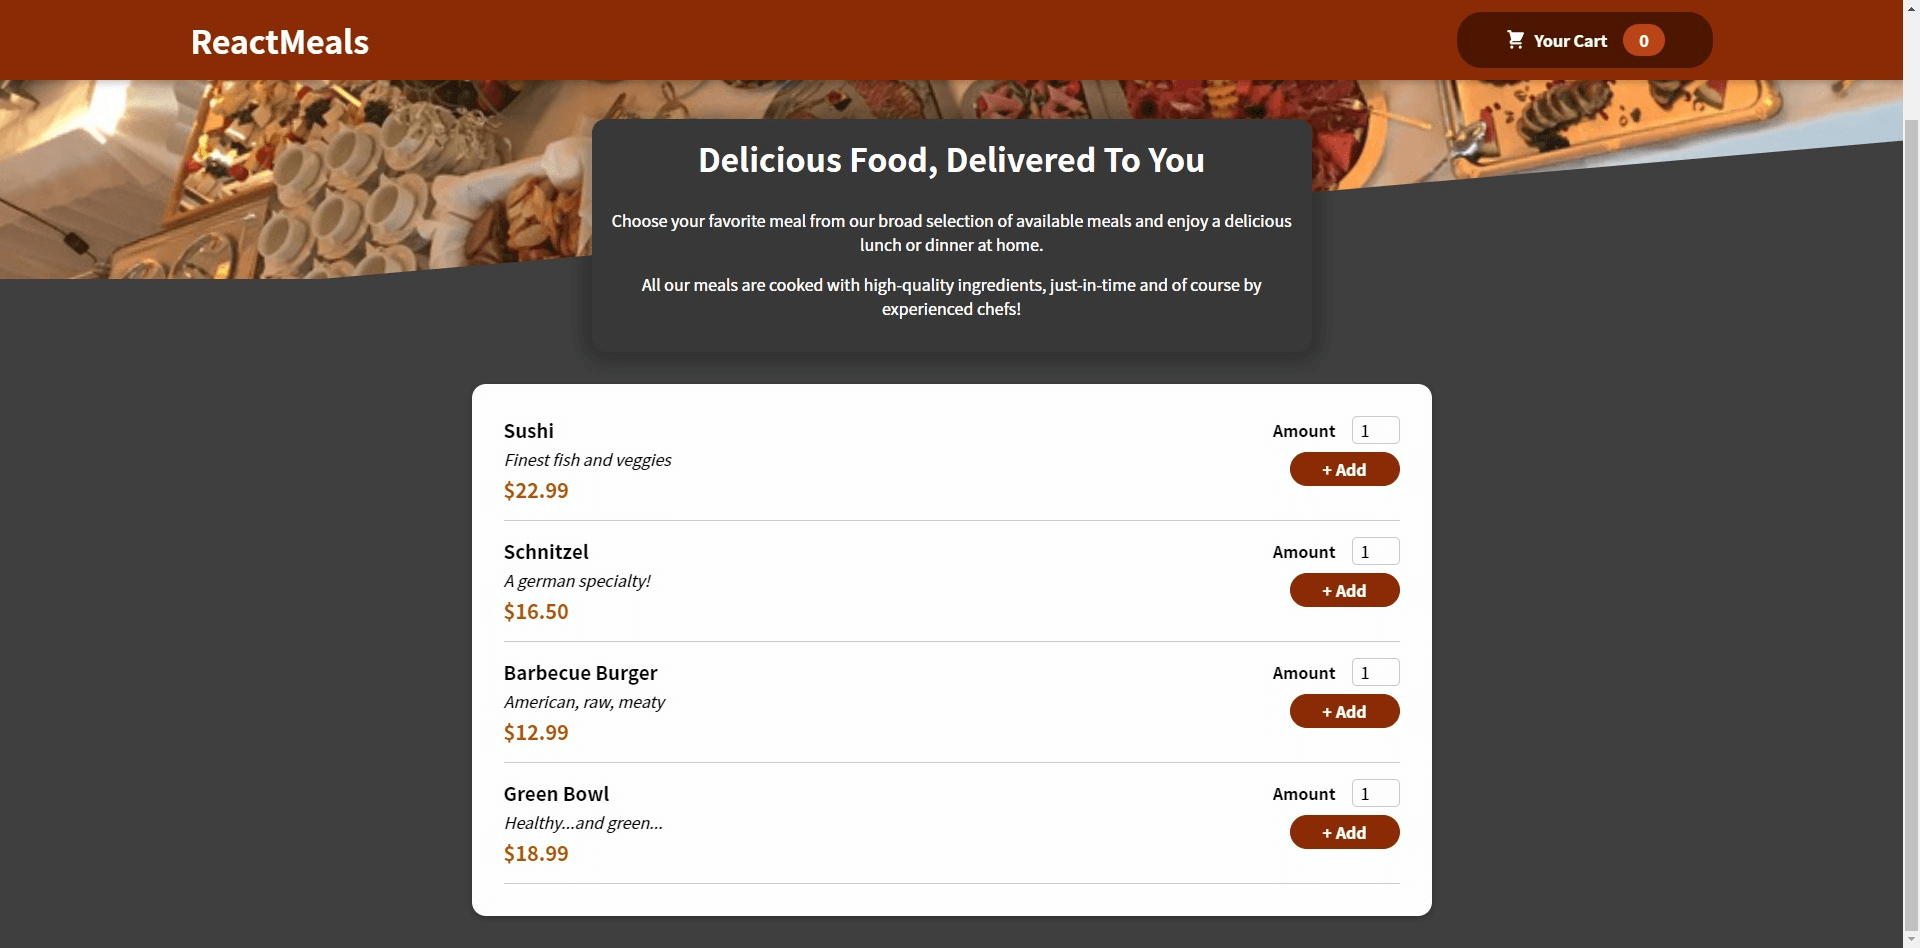 ReactMeals
Your Cart 0
Delicious Food, Delivered To You
Choose your favorite meal from our broad selection of available meals and enjoy a delicious
lunch or dinner at home.
All our meals are cooked with high-quality ingredients, just-in-time and of course by
experienced chefs!
Sushi
Finest fish and veggies
$22.99
Amount 1
+ Add
Schnitzel
A german specialty!
$16.50
Amount 1
+ Add
Barbecue Burger
American, raw, meaty
$12.99
Amount 1
+ Add
Green Bowl
Healthy...and green...
$18.99
Amount 1
+ Add